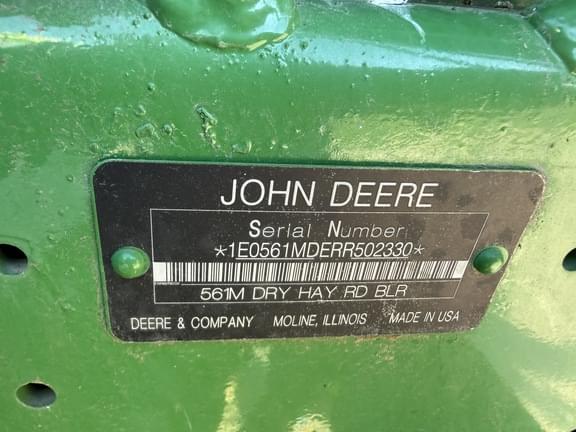 JOHN DEERE
Serial Number
*1E0561MDERR502330*
561M DRY HAY RD BLR
DEERE & COMPANY MOLINE, ILLINOIS MADE IN USA